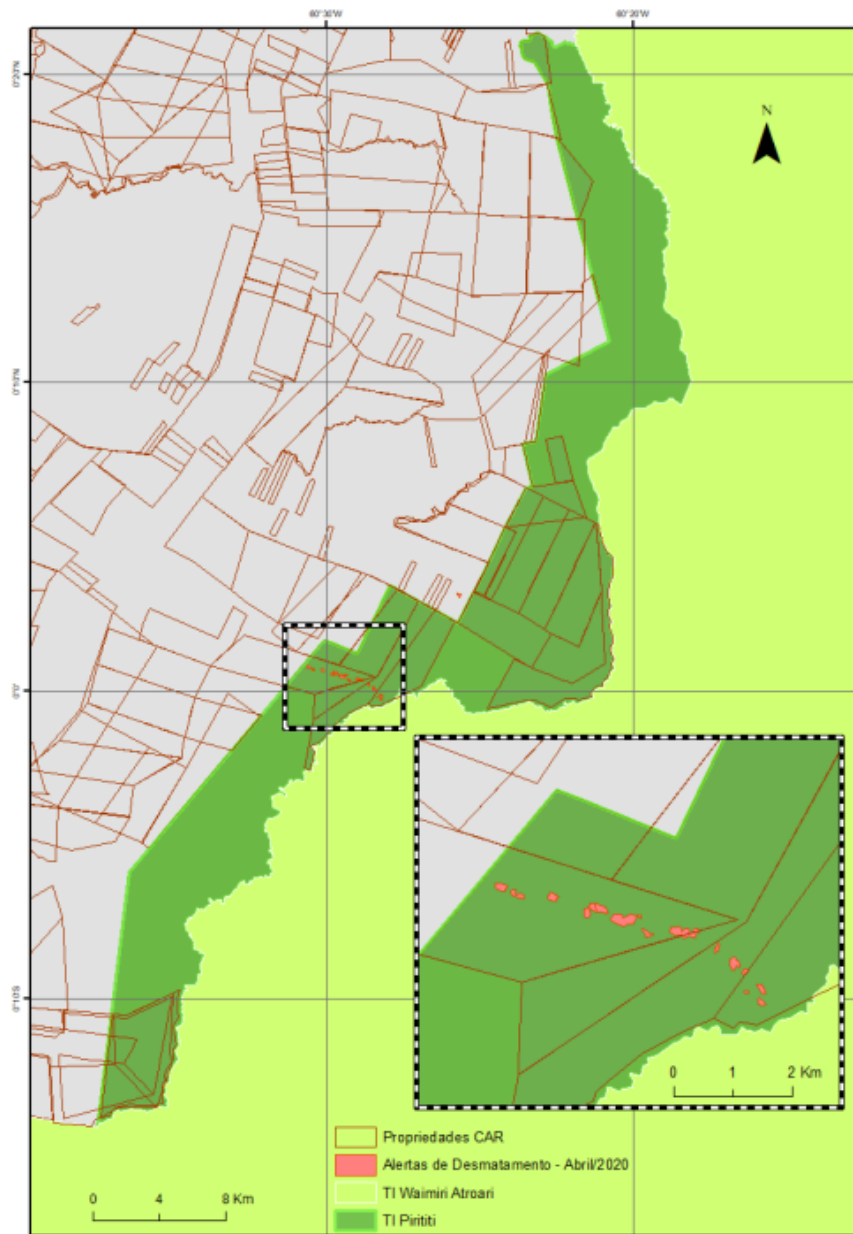 60°30'W 60°20'W
0°20'N
N
0°10'N
0°0'
0°10'S
0 1 2 Km
Propriedades CAR
Alertas de Desmatamento - Abril/2020
TI Waimiri Atroari
TI Pirititi
0 4 8 Km